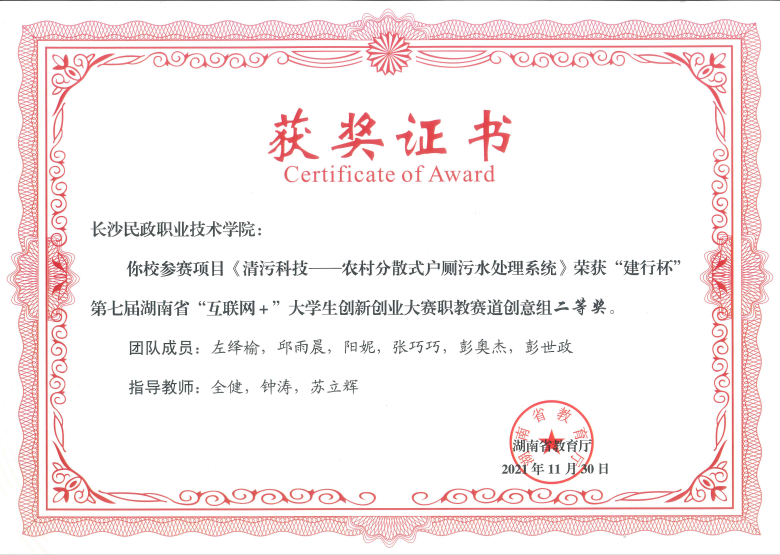 获奖证书
Certificate of Award
长沙民政职业技术学院：
你校参赛项目《清污科技——农村分散式户厕污水处理系统》荣获“建行杯”
第七届湖南省“互联网+”大学生创新创业大赛职教赛道创意组二等奖。
团队成员：左绎榆，邱雨晨，阳妮，张巧巧，彭奥杰，彭世政
指导教师：全健，钟涛，苏立辉
湖南省教育厅
湖南省教育厅
2021年11月30日